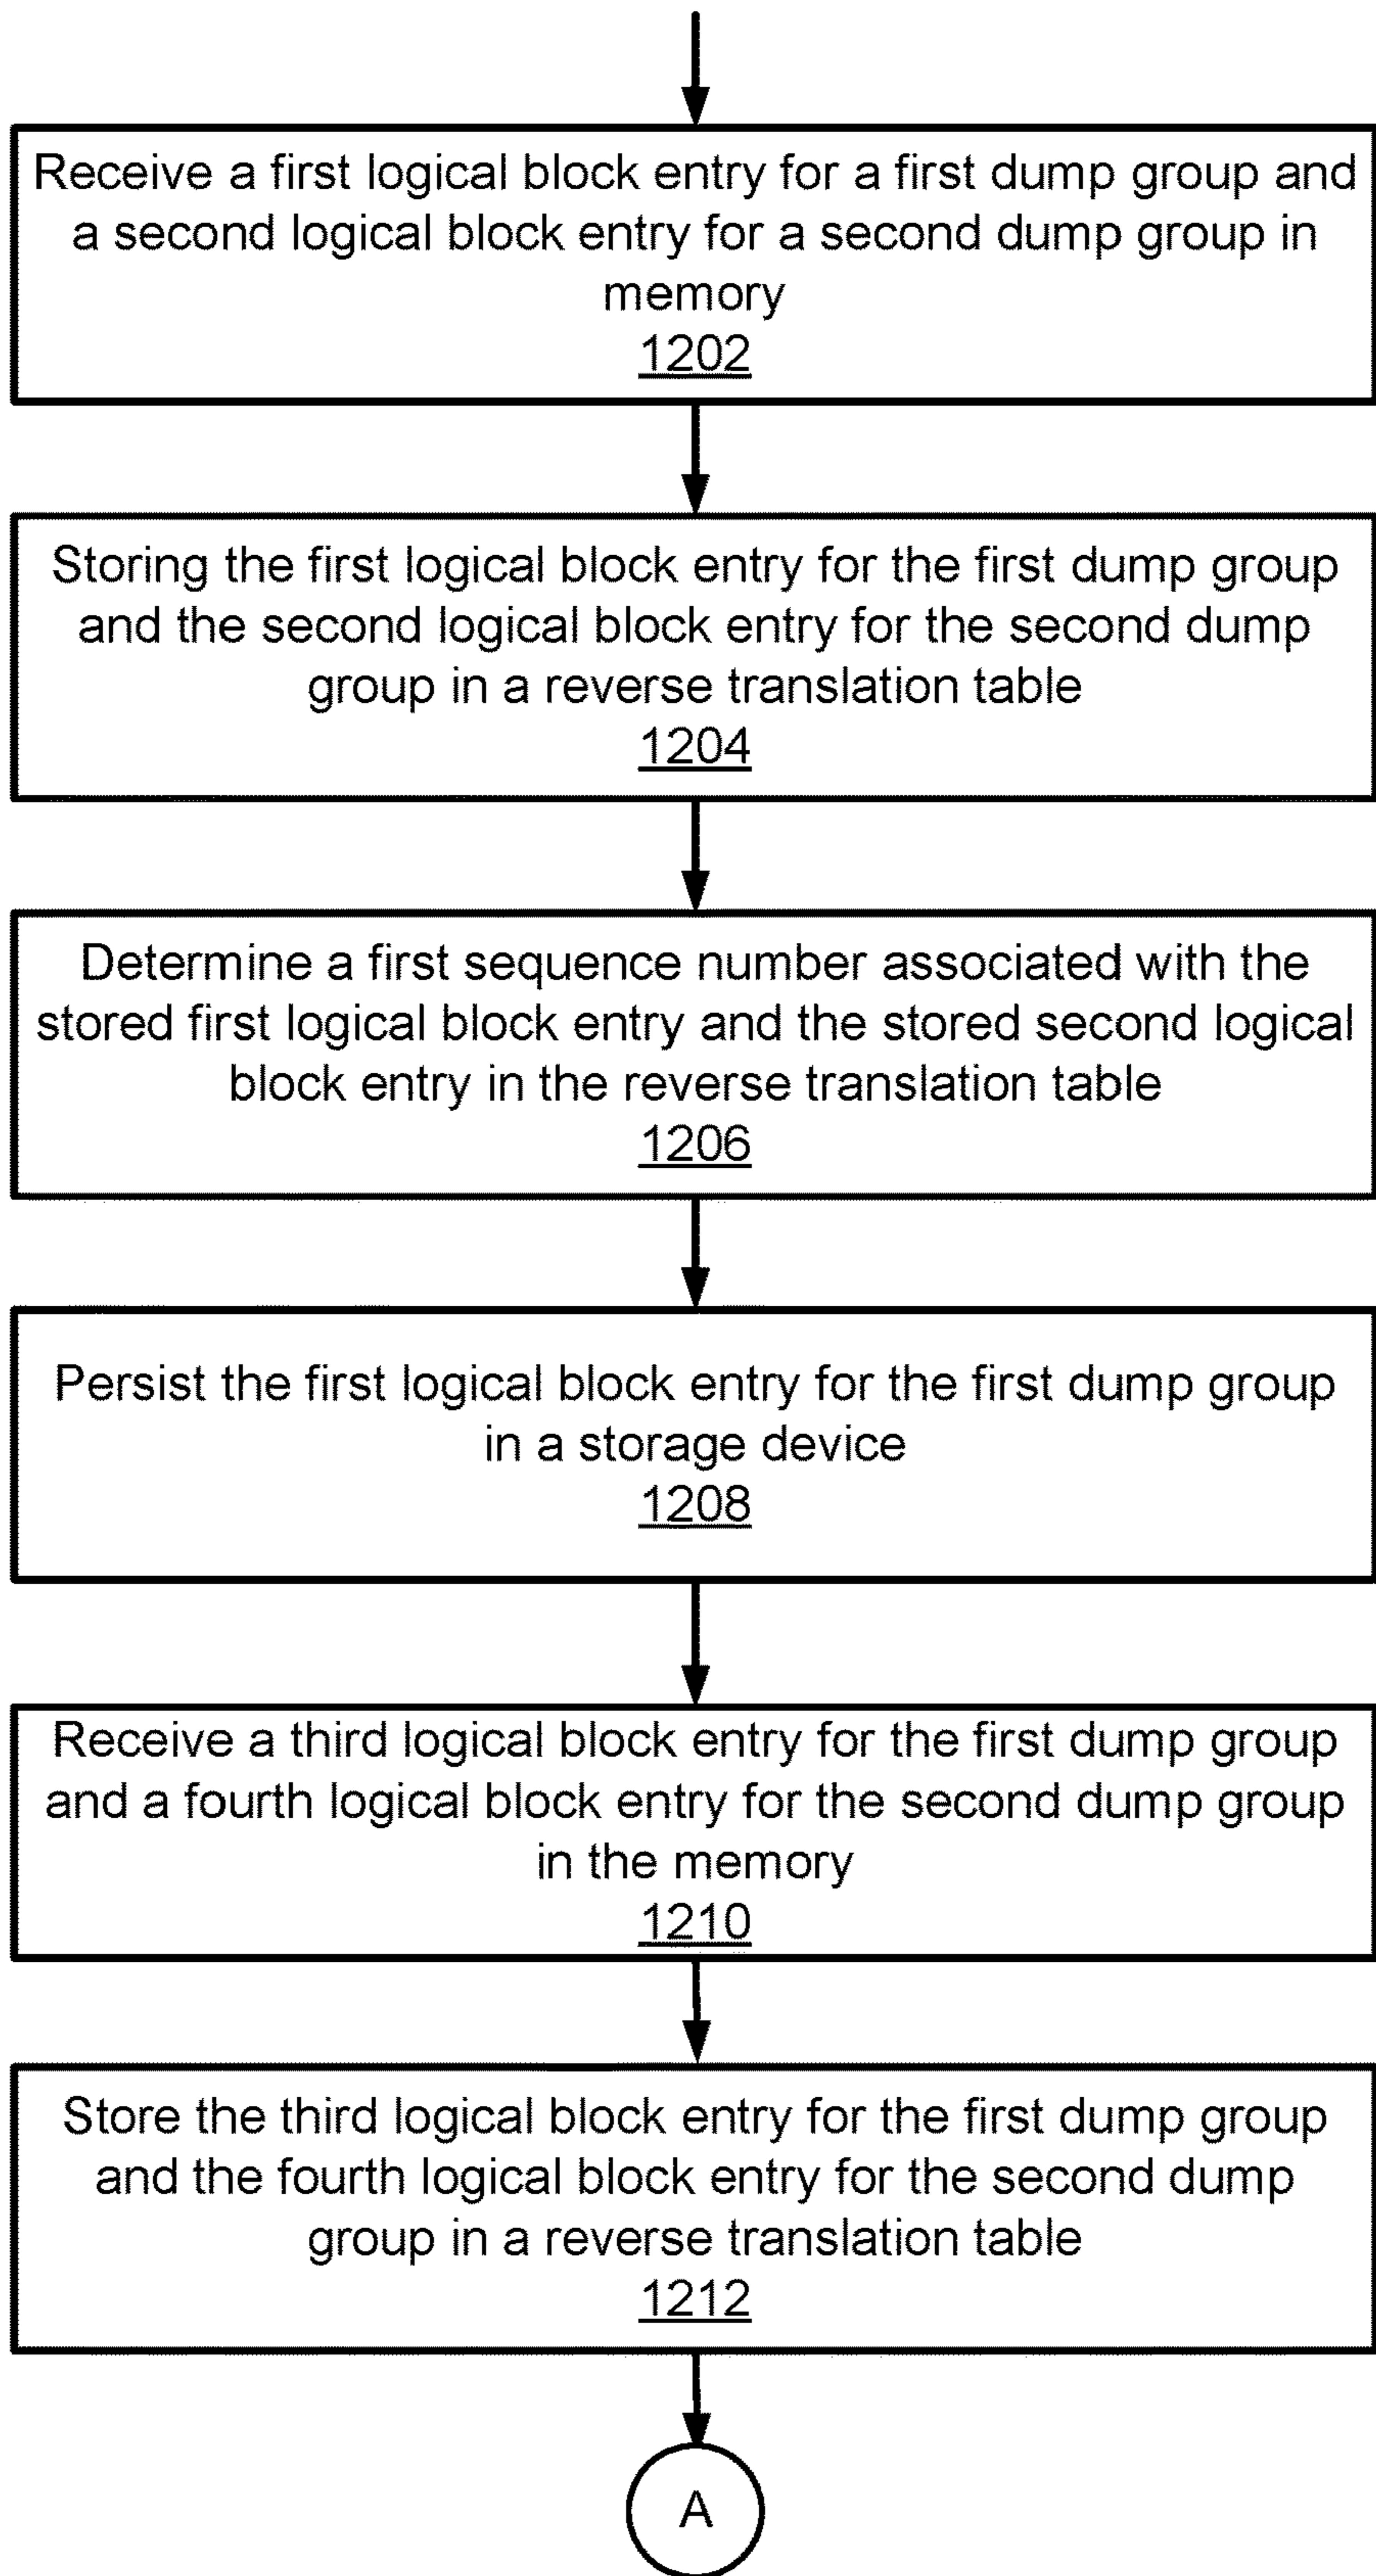 Receive a first logical block entry for a first dump group and
a second logical block entry for a second dump group in
memory
1202
Storing the first logical block entry for the first dump group
and the second logical block entry for the second dump
group in a reverse translation table
1204
Determine a first sequence number associated with the
stored first logical block entry and the stored second logical
block entry in the reverse translation table
1206
Persist the first logical block entry for the first dump group
in a storage device
1208
Receive a third logical block entry for the first dump group
and a fourth logical block entry for the second dump group
in the memory
1210
Store the third logical block entry for the first dump group
and the fourth logical block entry for the second dump
group in a reverse translation table
1212
A